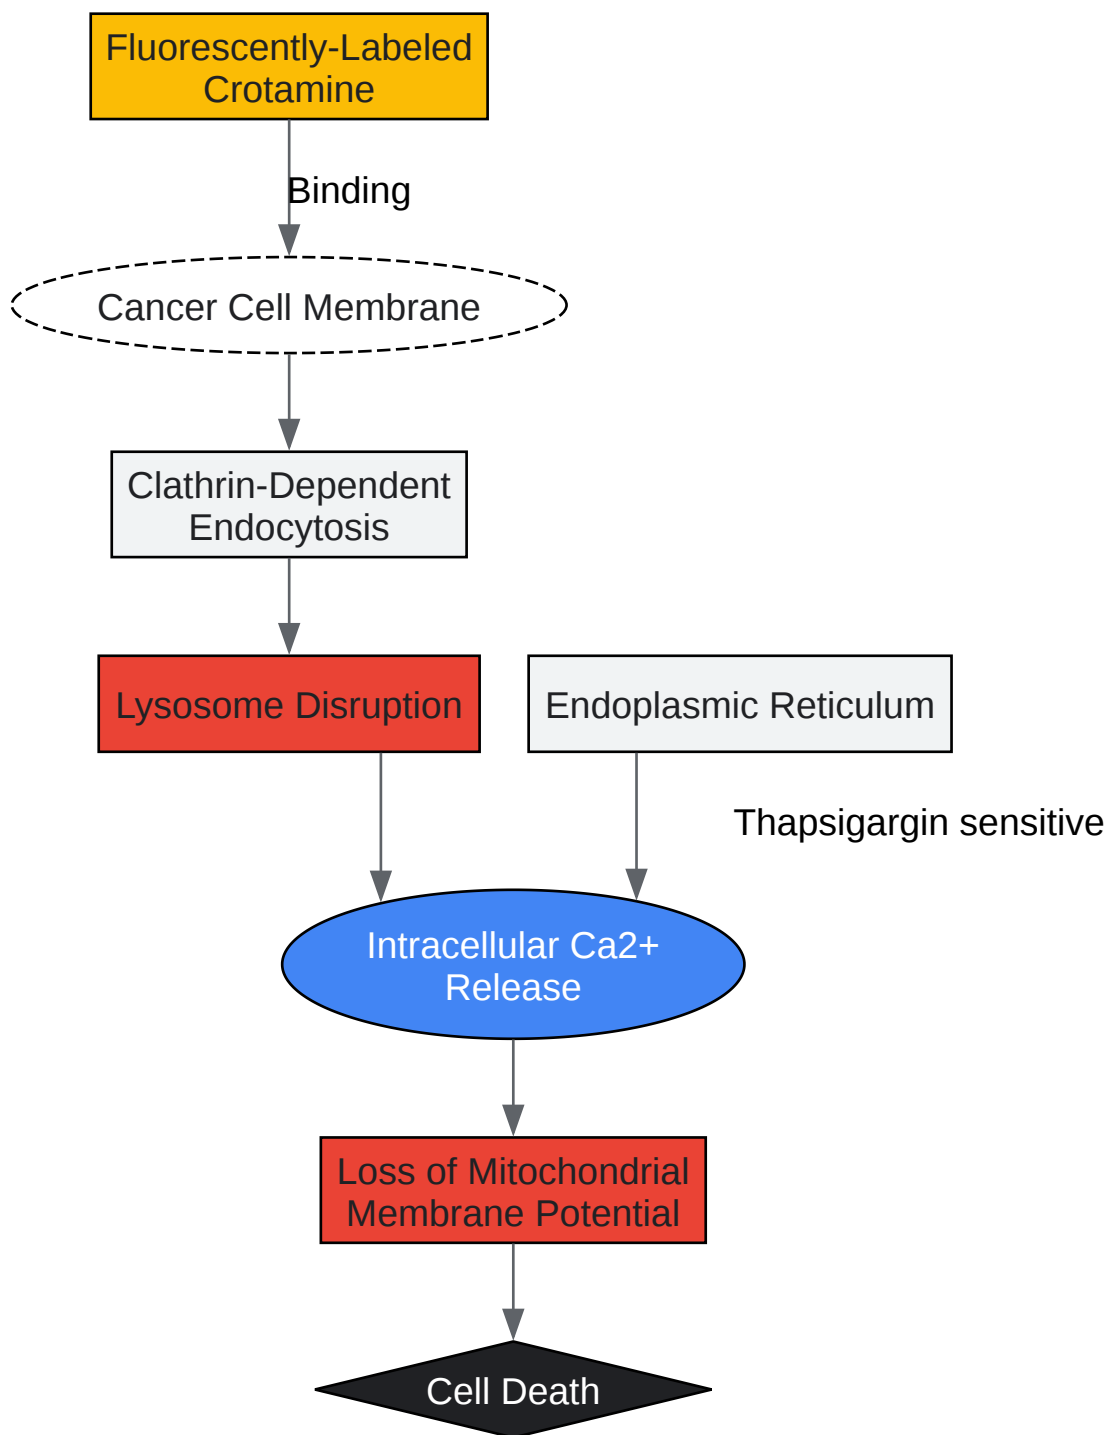 Fluorescently-Labeled
Crotamine
Binding
Cancer Cell Membrane
Clathrin-Dependent
Endocytosis
Lysosome Disruption
Endoplasmic Reticulum
Thapsigargin sensitive
Intracellular Ca2+
Release
Loss of Mitochondrial
Membrane Potential
Cell Death